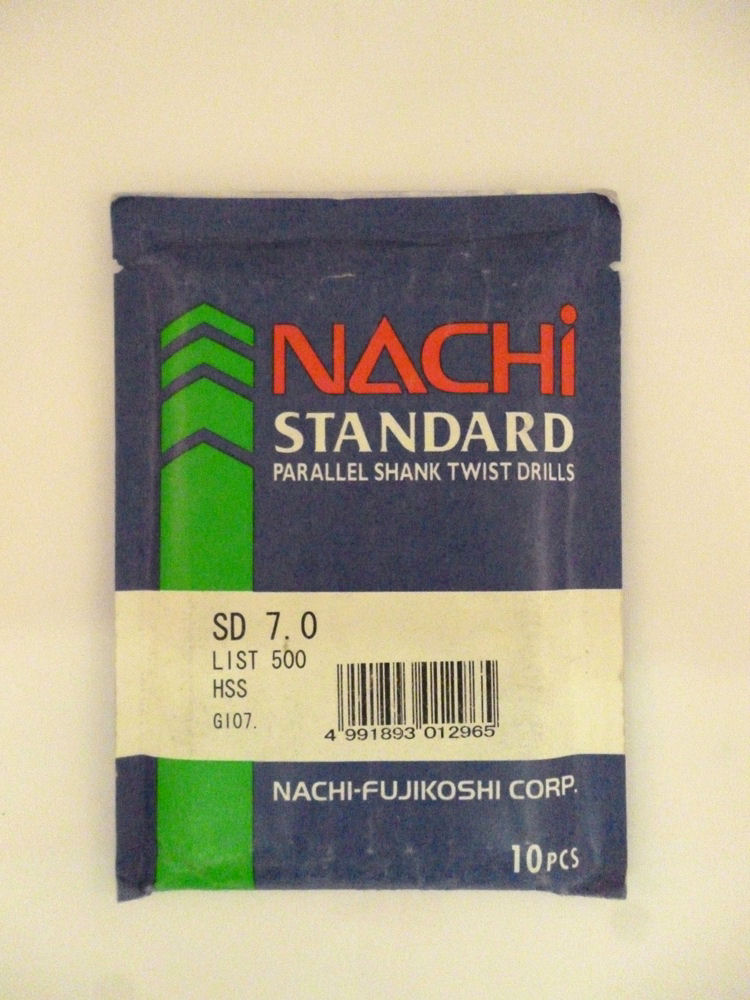 NACHi
STANDARD
PARALLEL SHANK TWIST DRILLS
SD 7.0
LIST 500
HSS
GI07.
4 991893 012965
NACHI-FUJIKOSHI CORP.
10PCS